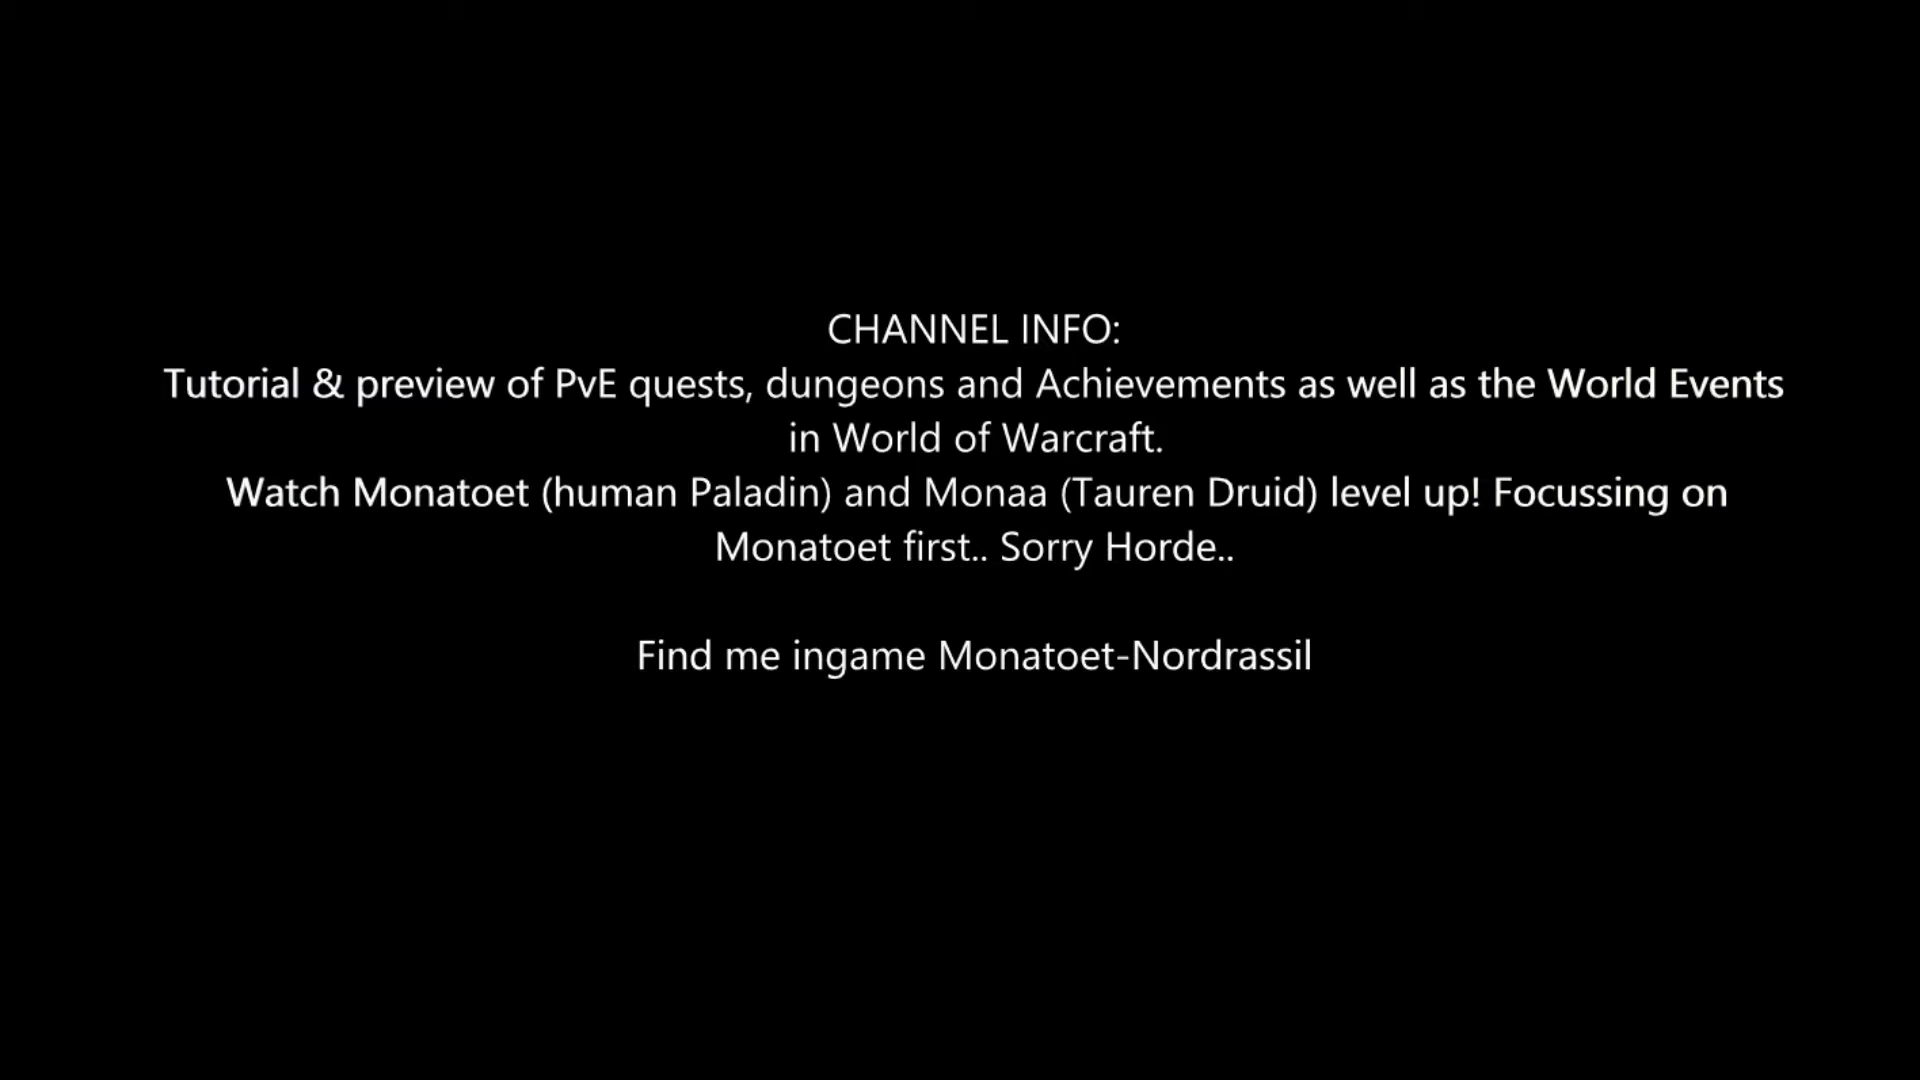 CHANNEL INFO:
Tutorial & preview of PvE quests, dungeons and Achievements as well as the World Events
in World of Warcraft.
Watch Monatoet (human Paladin) and Monaa (Tauren Druid) level up! Focussing on
Monatoet first.. Sorry Horde..
Find me ingame Monatoet-Nordrassil